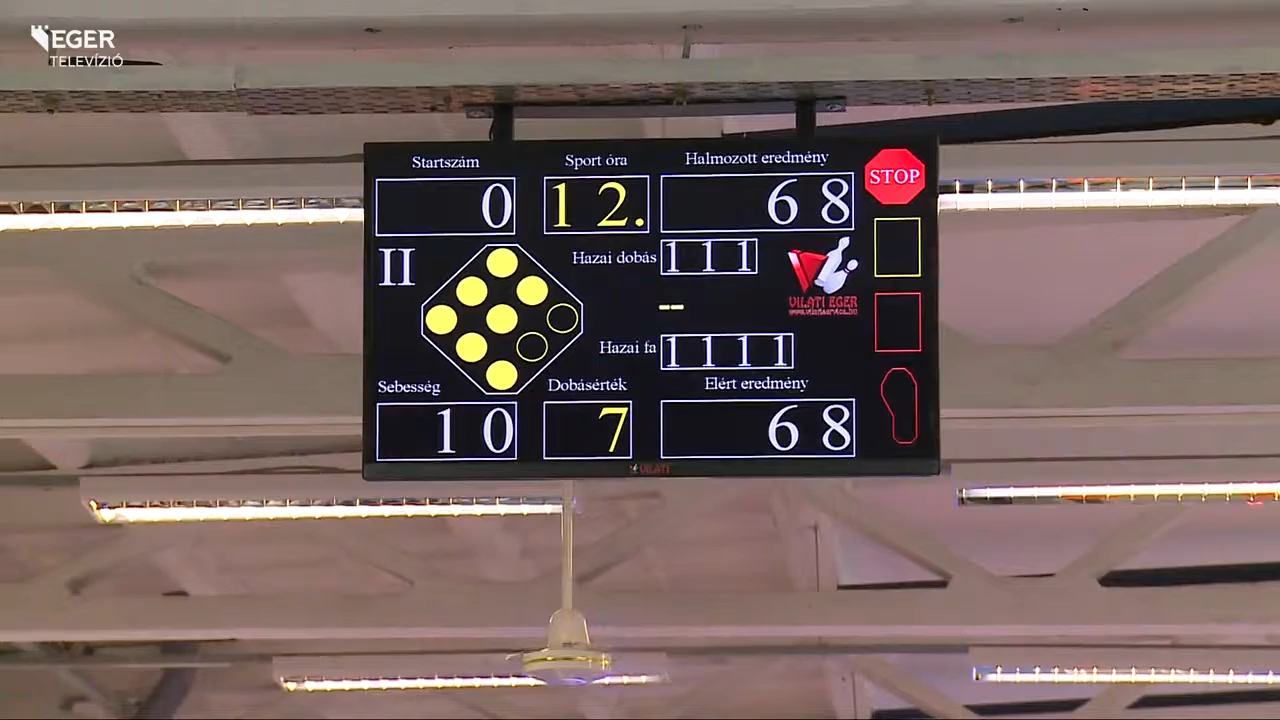 EGER
TELEVÍZIÓ
Startszám
Sport óra
Halmozott eredmény
STOP
0
12.
68
II
Hazai dobás
111
VILATI EGER
--
Hazai fa
1111
Sebesség
Dobásérték
Elért eredmény
10
7
68
VILATI